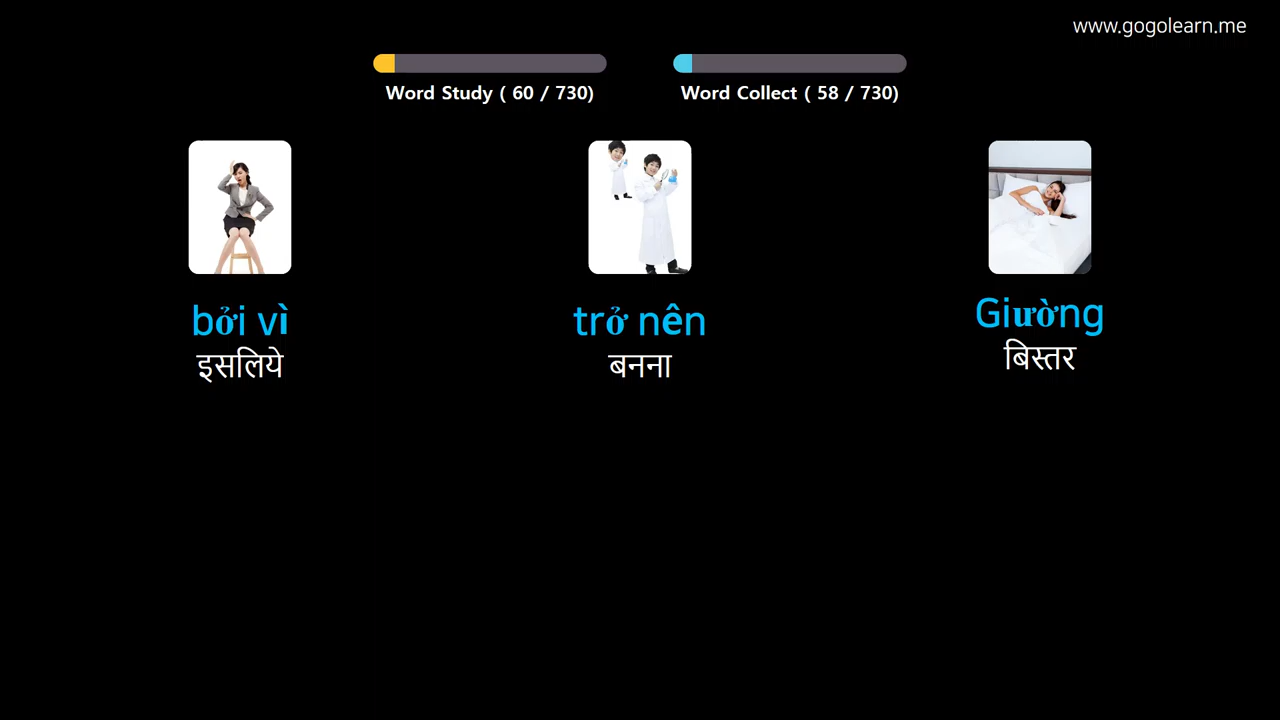 www.gogolearn.me
Word Study ( 60 / 730)
Word Collect ( 58 / 730)
bởi vì
इसलिये
trở nên
बनना
Giường
बिस्तर